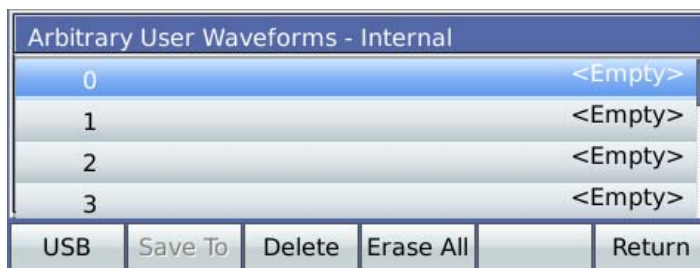 Arbitrary User Waveforms - Internal
0 <Empty>
1 <Empty>
2 <Empty>
3 <Empty>
USB Save To Delete Erase All Return